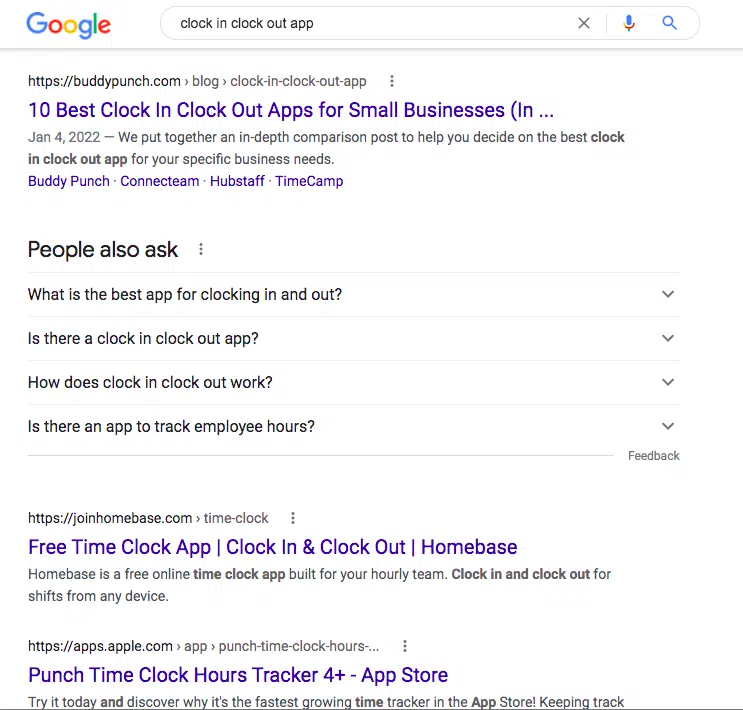 Google
clock in clock out app
https://buddypunch.com › blog › clock-in-clock-out-app
10 Best Clock In Clock Out Apps for Small Businesses (In ...
Jan 4, 2022 — We put together an in-depth comparison post to help you decide on the best clock
in clock out app for your specific business needs.
Buddy Punch · Connecteam · Hubstaff · TimeCamp
People also ask
What is the best app for clocking in and out?
Is there a clock in clock out app?
How does clock in clock out work?
Is there an app to track employee hours?
Feedback
https://joinhomebase.com › time-clock
Free Time Clock App | Clock In & Clock Out | Homebase
Homebase is a free online time clock app built for your hourly team. Clock in and clock out for
shifts from any device.
https://apps.apple.com › app › punch-time-clock-hours-...
Punch Time Clock Hours Tracker 4+ - App Store
Try it today and discover why it's the fastest growing time tracker in the App Store! Keeping track